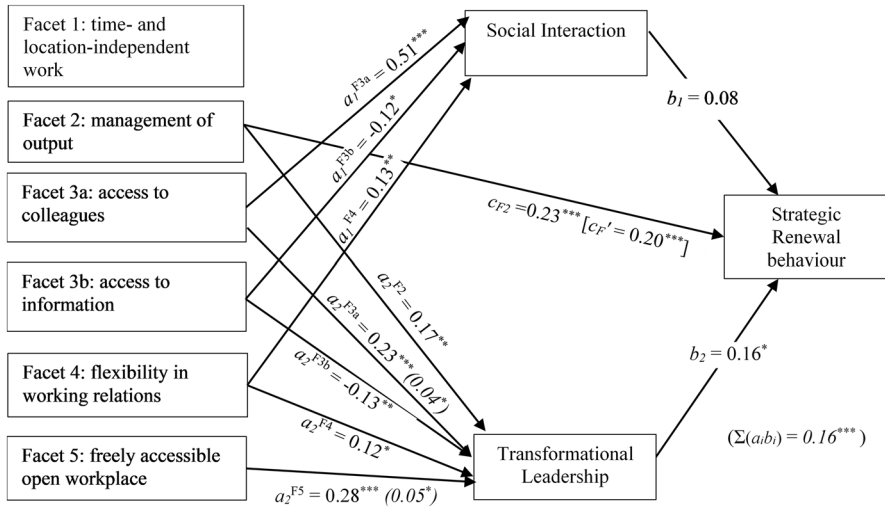 Facet 1: time- and
location-independent
work
Facet 2: management of
output
Facet 3a: access to
colleagues
Facet 3b: access to
information
Facet 4: flexibility in
working relations
Facet 5: freely accessible
open workplace
Social Interaction
Transformational
Leadership
Strategic
Renewal
behaviour
a₁ᶠ³ᵃ = 0.51***
a₁ᶠ³ᵇ = -0.12*
a₁ᶠ⁴ = 0.13**
b₁ = 0.08
c_F2 =0.23*** [c_F' = 0.20***]
a₂ᶠ² = 0.17**
a₂ᶠ³ᵃ = 0.23*** (0.04*)
a₂ᶠ³ᵇ = -0.13**
a₂ᶠ⁴ = 0.12*
a₂ᶠ⁵ = 0.28*** (0.05*)
b₂ = 0.16*
(Σ(aᵢbᵢ) = 0.16*** )